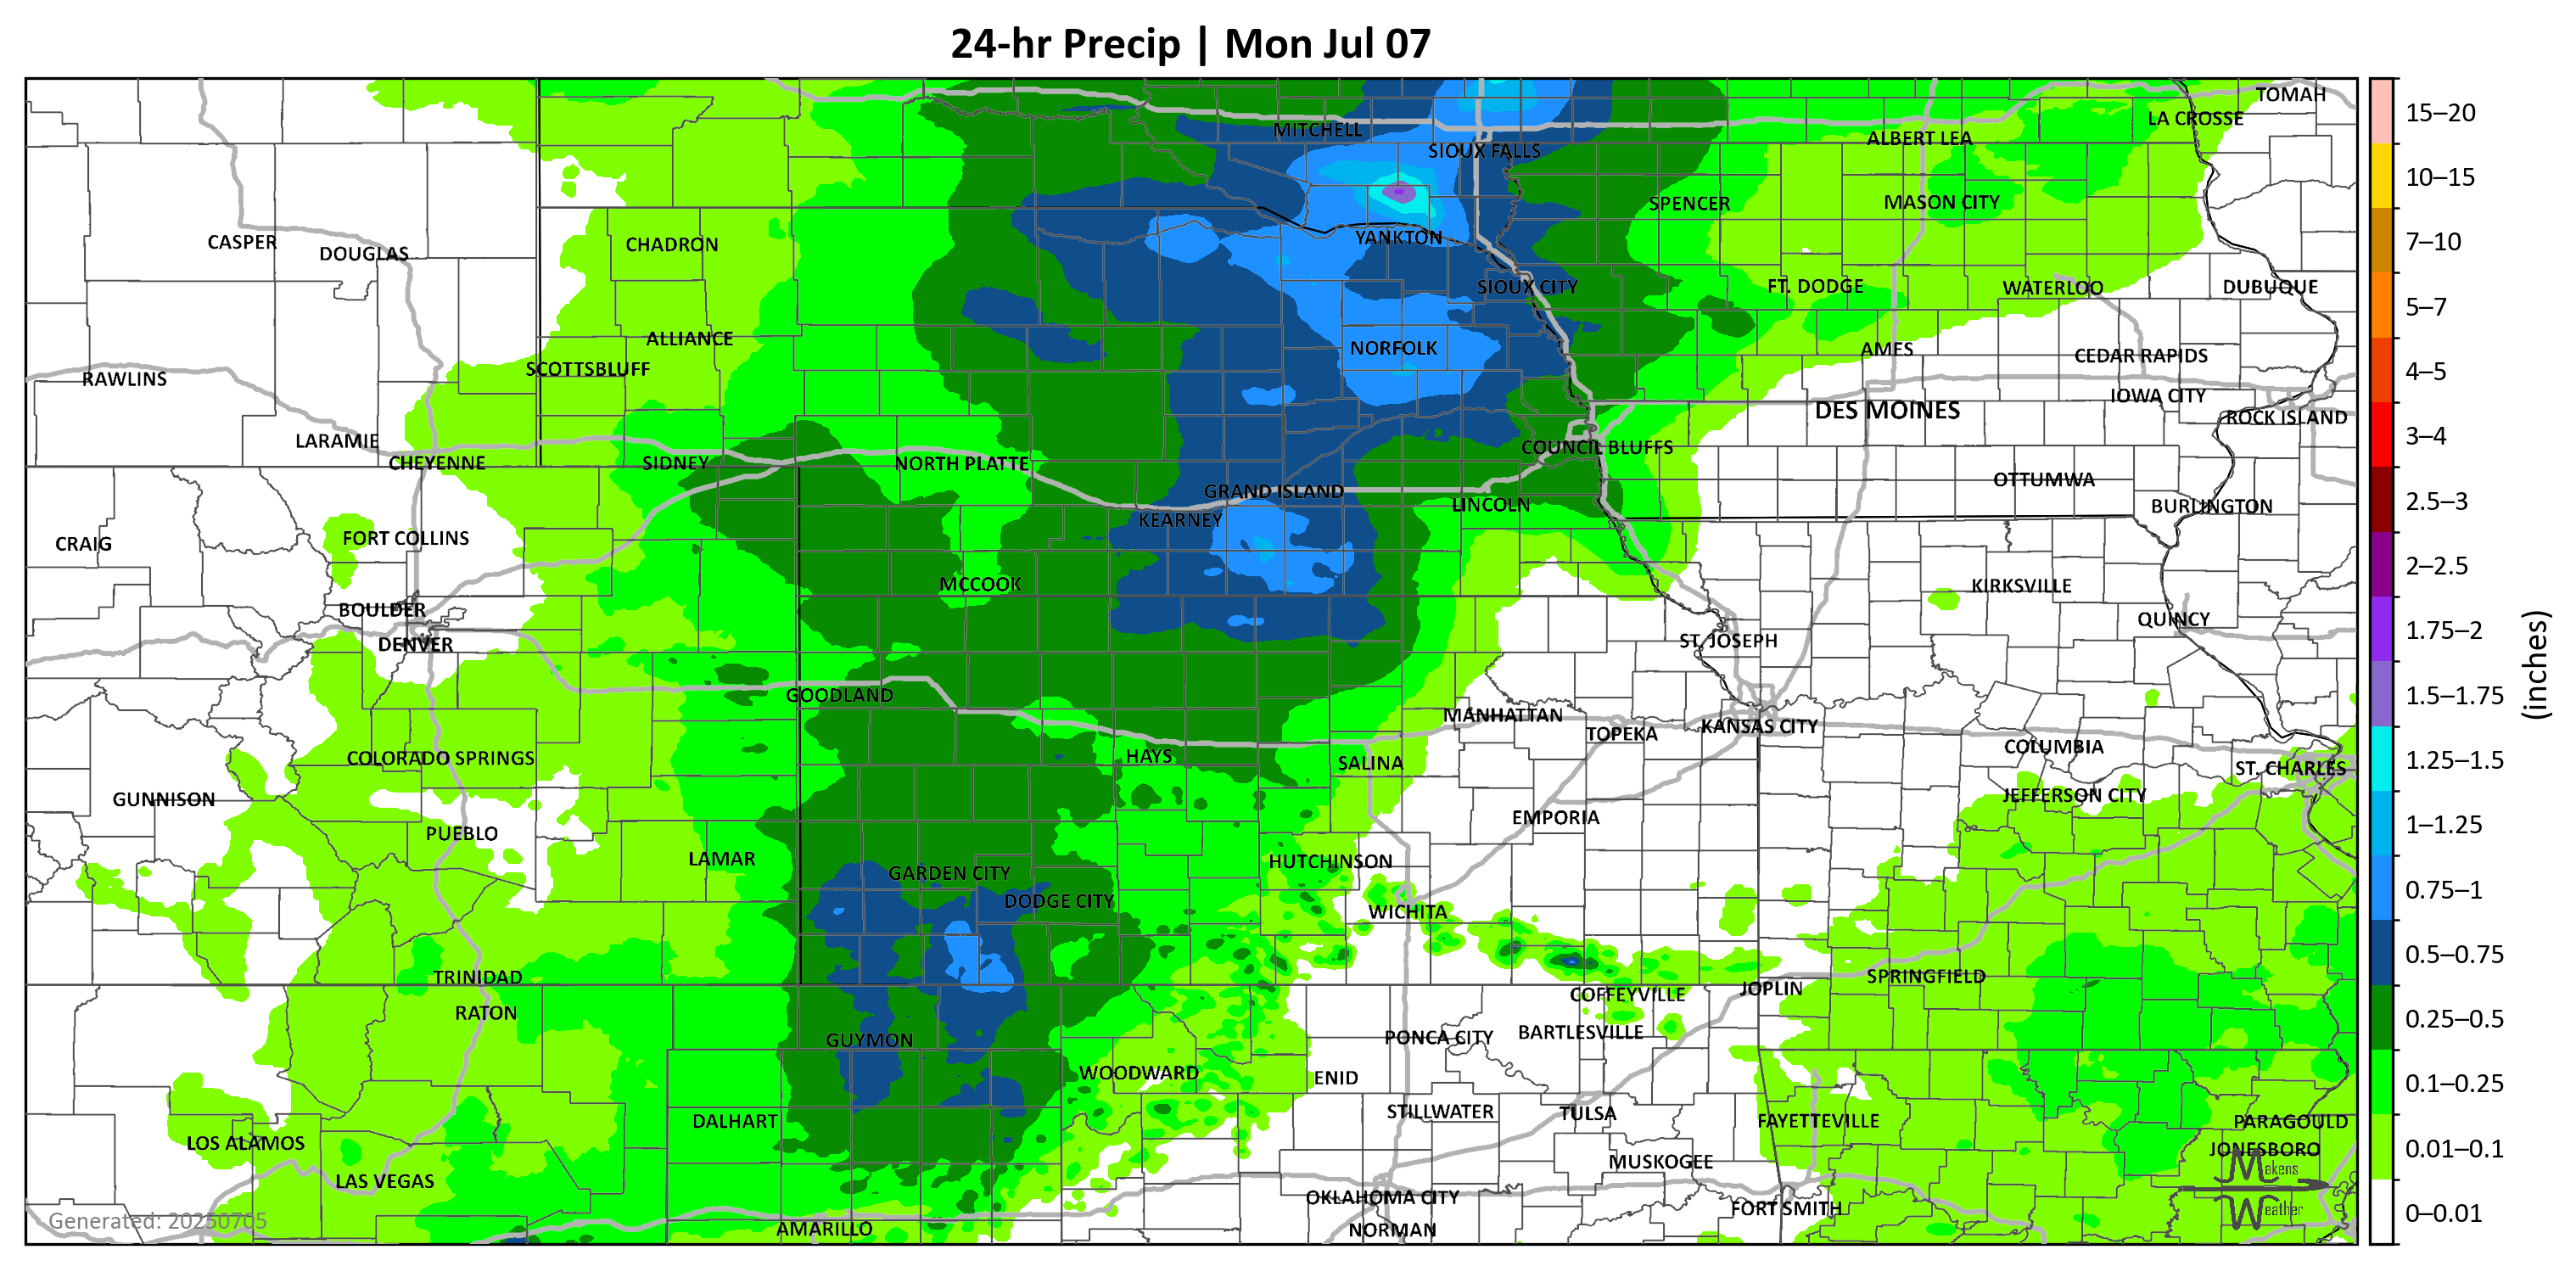 24-hr Precip | Mon Jul 07
TOMAH
15–20
LA CROSSE
MITCHELL
ALBERT LEA
SIOUX FALLS
10–15
SPENCER
MASON CITY
YANKTON
CASPER
CHADRON
7–10
DOUGLAS
SIOUX CITY
FT. DODGE
WATERLOO
DUBUQUE
5–7
ALLIANCE
NORFOLK
AMES
CEDAR RAPIDS
SCOTTSBLUFF
4–5
RAWLINS
IOWA CITY
DES MOINES
ROCK ISLAND
LARAMIE
3–4
COUNCIL BLUFFS
CHEYENNE
SIDNEY
NORTH PLATTE
OTTUMWA
GRAND ISLAND
2.5–3
LINCOLN
BURLINGTON
KEARNEY
FORT COLLINS
CRAIG
2–2.5
MCCOOK
KIRKSVILLE
BOULDER
QUINCY
1.75–2
DENVER
ST. JOSEPH
(inches)
GOODLAND
1.5–1.75
MANHATTAN
KANSAS CITY
TOPEKA
COLUMBIA
COLORADO SPRINGS
HAYS
SALINA
1.25–1.5
ST. CHARLES
GUNNISON
JEFFERSON CITY
EMPORIA
1–1.25
PUEBLO
LAMAR
HUTCHINSON
GARDEN CITY
0.75–1
DODGE CITY
WICHITA
0.5–0.75
TRINIDAD
SPRINGFIELD
JOPLIN
COFFEYVILLE
RATON
0.25–0.5
BARTLESVILLE
PONCA CITY
GUYMON
WOODWARD
ENID
0.1–0.25
STILLWATER
TULSA
DALHART
FAYETTEVILLE
PARAGOULD
LOS ALAMOS
JONESBORO
0.01–0.1
MUSKOGEE
Makens
LAS VEGAS
OKLAHOMA CITY
FORT SMITH
Weather
0–0.01
Generated: 20250705
AMARILLO
NORMAN